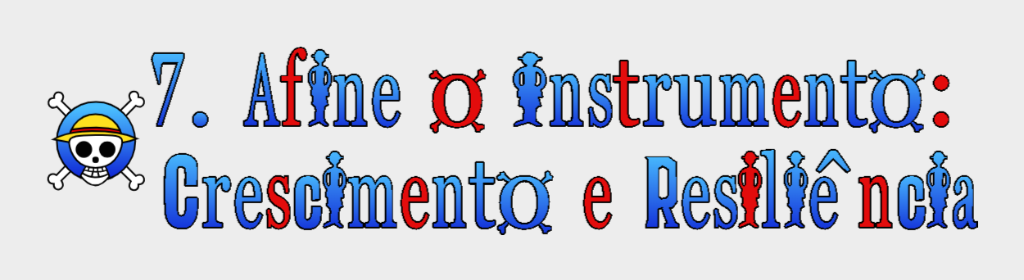 7. Afine o instrumento:
Crescimento e Resiliência